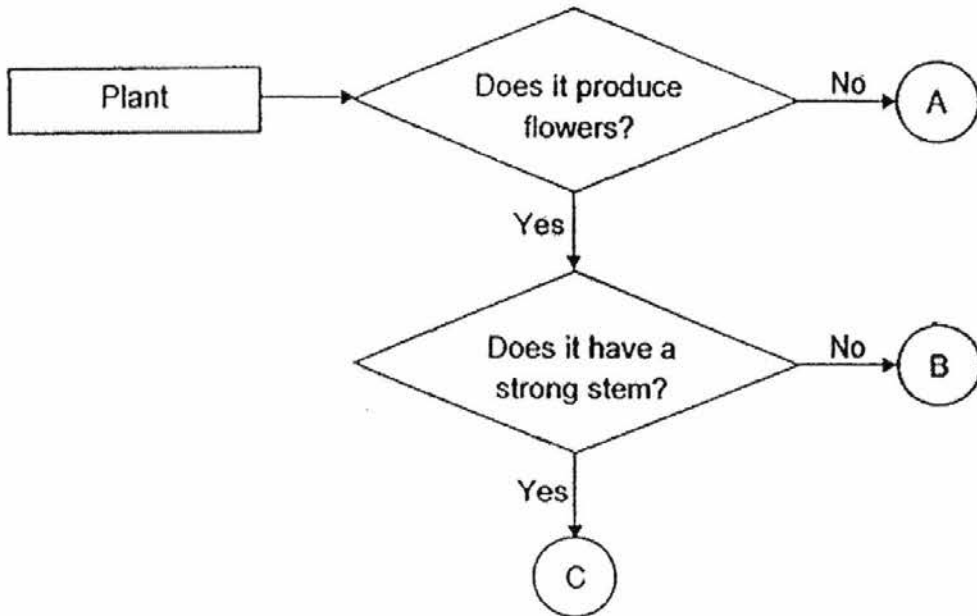 Plant
Does it produce
flowers?
No
A
Yes
Does it have a
strong stem?
No
B
Yes
C